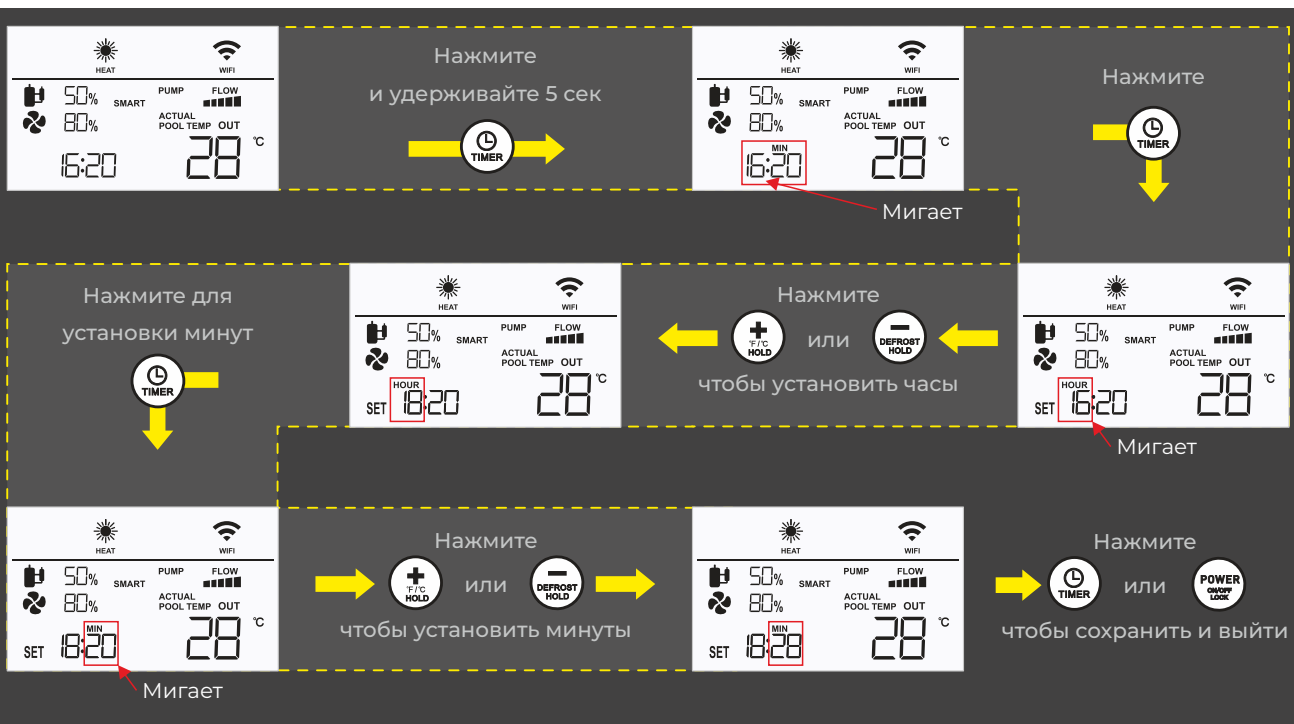 HEAT
WIFI
50%
SMART
PUMP
FLOW
80%
ACTUAL
POOL TEMP OUT
16:20
28 °C
Нажмите
и удерживайте 5 сек
TIMER
HEAT
WIFI
50%
SMART
PUMP
FLOW
80%
ACTUAL
POOL TEMP OUT
MIN
16:20
28 °C
Мигает
Нажмите
TIMER
HEAT
WIFI
50%
SMART
PUMP
FLOW
80%
ACTUAL
POOL TEMP OUT
HOUR
SET 16:20
28 °C
Мигает
Нажмите
+
°F/°C
HOLD
или
DEFROST
HOLD
чтобы установить часы
HEAT
WIFI
50%
SMART
PUMP
FLOW
80%
ACTUAL
POOL TEMP OUT
HOUR
SET 18:20
28 °C
Нажмите для
установки минут
TIMER
HEAT
WIFI
50%
SMART
PUMP
FLOW
80%
ACTUAL
POOL TEMP OUT
MIN
SET 18:20
28 °C
Мигает
Нажмите
+
°F/°C
HOLD
или
DEFROST
HOLD
чтобы установить минуты
HEAT
WIFI
50%
SMART
PUMP
FLOW
80%
ACTUAL
POOL TEMP OUT
MIN
SET 18:28
28 °C
Нажмите
TIMER
или
POWER
ON/OFF
LOCK
чтобы сохранить и выйти